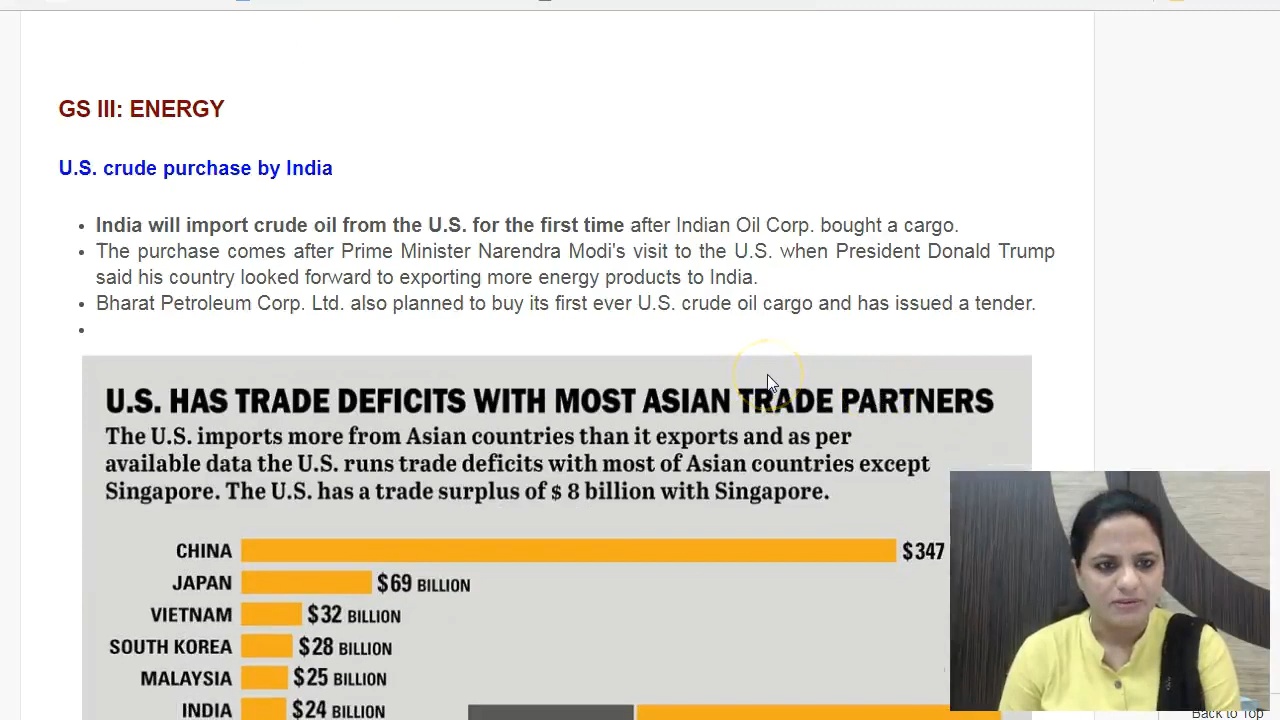 GS III: ENERGY
U.S. crude purchase by India
• India will import crude oil from the U.S. for the first time after Indian Oil Corp. bought a cargo.
• The purchase comes after Prime Minister Narendra Modi's visit to the U.S. when President Donald Trump
said his country looked forward to exporting more energy products to India.
• Bharat Petroleum Corp. Ltd. also planned to buy its first ever U.S. crude oil cargo and has issued a tender.
•
U.S. HAS TRADE DEFICITS WITH MOST ASIAN TRADE PARTNERS
The U.S. imports more from Asian countries than it exports and as per
available data the U.S. runs trade deficits with most of Asian countries except
Singapore. The U.S. has a trade surplus of $ 8 billion with Singapore.
CHINA $347
JAPAN $69 BILLION
VIETNAM $32 BILLION
SOUTH KOREA $28 BILLION
MALAYSIA $25 BILLION
INDIA $24 BILLION
Back to Top